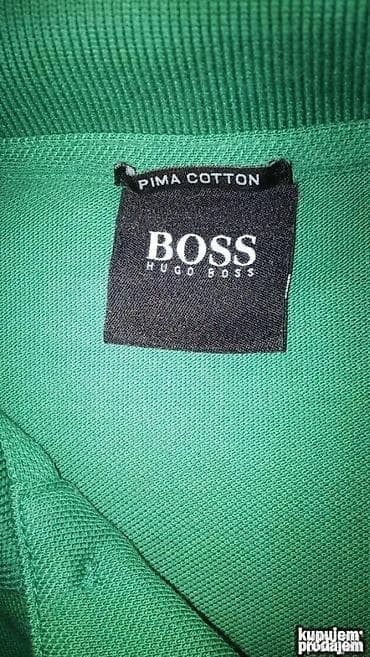 PIMA COTTON
BOSS
HUGO BOSS
kupujem
prodajem